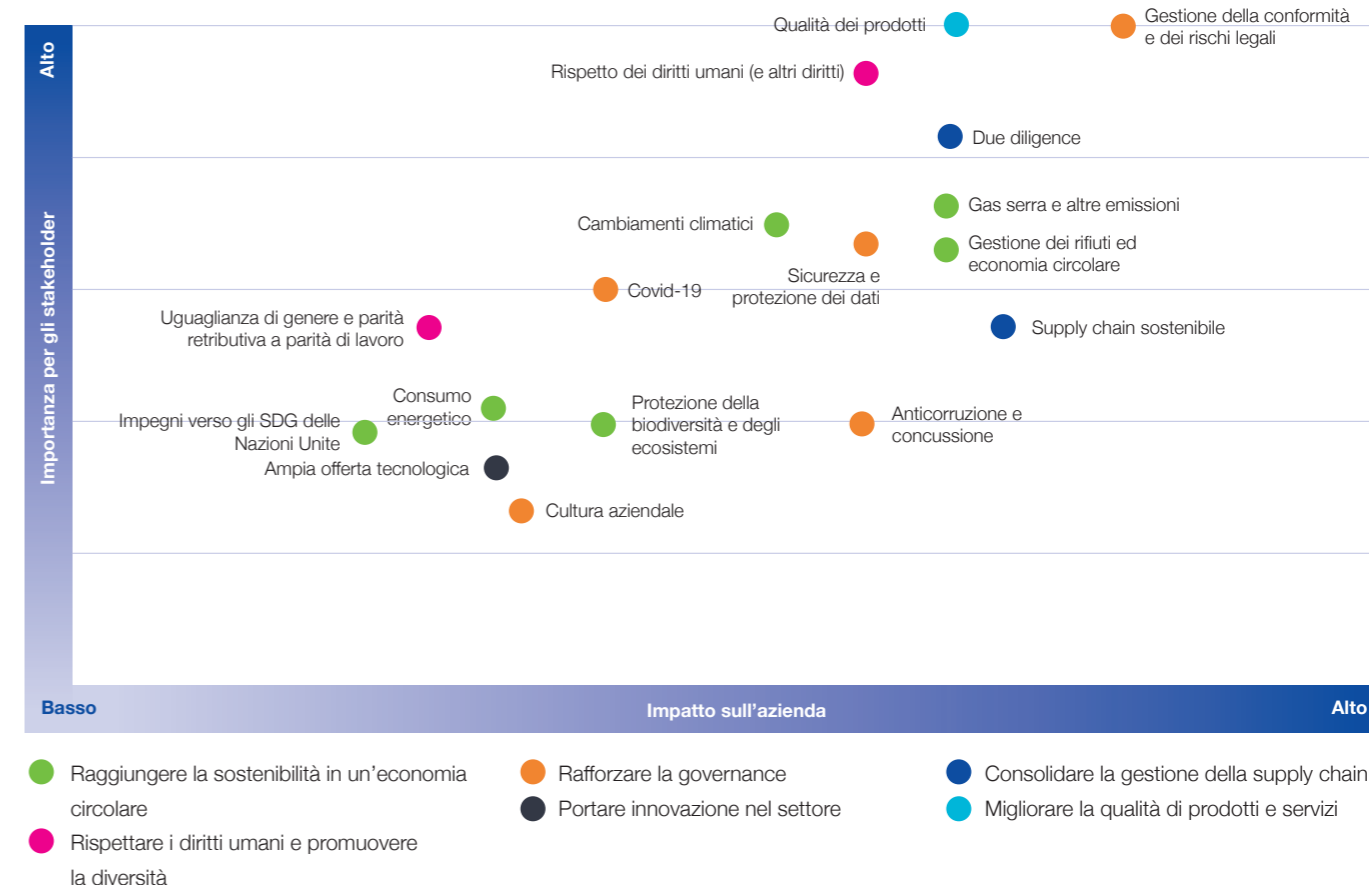 Alto
Importanza per gli stakeholder
Qualità dei prodotti
Gestione della conformità
e dei rischi legali
Rispetto dei diritti umani (e altri diritti)
Due diligence
Gas serra e altre emissioni
Cambiamenti climatici
Gestione dei rifiuti ed
economia circolare
Sicurezza e
protezione dei dati
Covid-19
Uguaglianza di genere e parità
retributiva a parità di lavoro
Supply chain sostenibile
Consumo
energetico
Impegni verso gli SDG delle
Nazioni Unite
Protezione della
biodiversità e degli
ecosistemi
Anticorruzione e
concussione
Ampia offerta tecnologica
Cultura aziendale
Basso
Impatto sull'azienda
Alto
Raggiungere la sostenibilità in un'economia
circolare
Rispettare i diritti umani e promuovere
la diversità
Rafforzare la governance
Portare innovazione nel settore
Consolidare la gestione della supply chain
Migliorare la qualità di prodotti e servizi